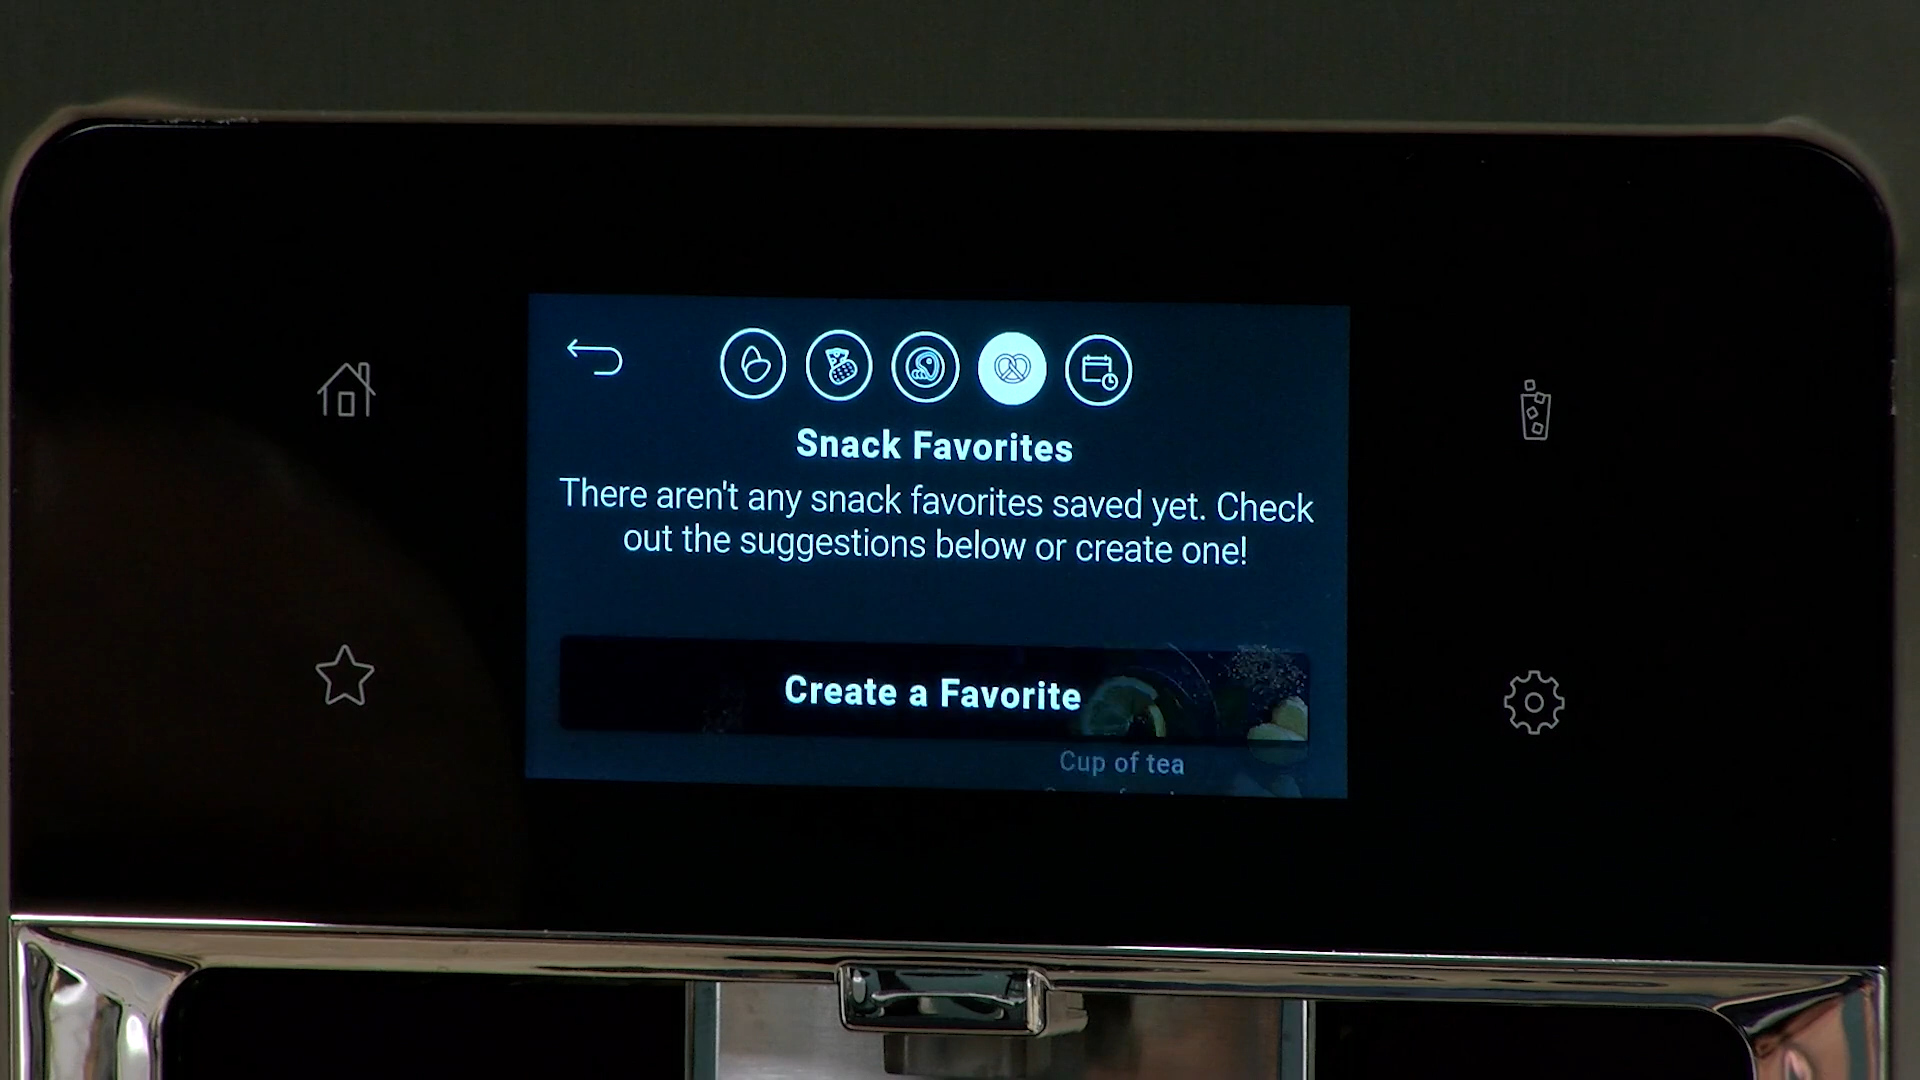 Snack Favorites
There aren't any snack favorites saved yet. Check
out the suggestions below or create one!
Create a Favorite
Cup of tea